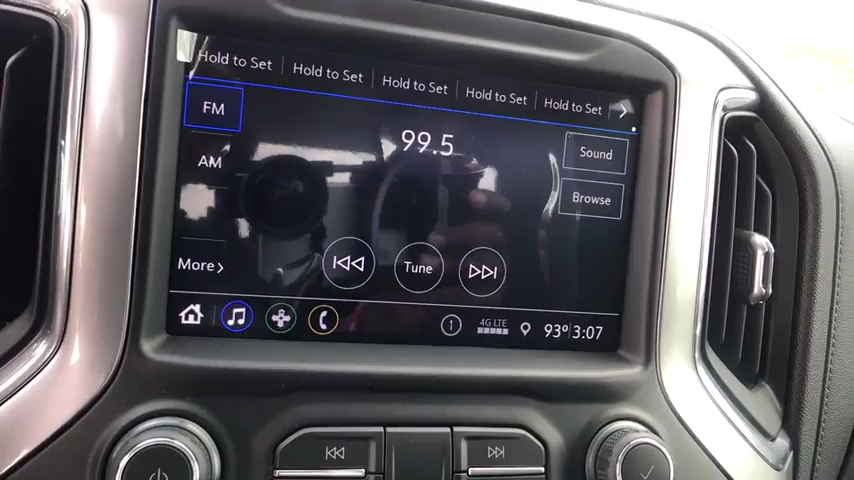 Hold to Set
Hold to Set
Hold to Set
Hold to Set
Hold to Set
FM
99.5
Sound
AM
Browse
More
Tune
1
4G LTE
93° 3:07